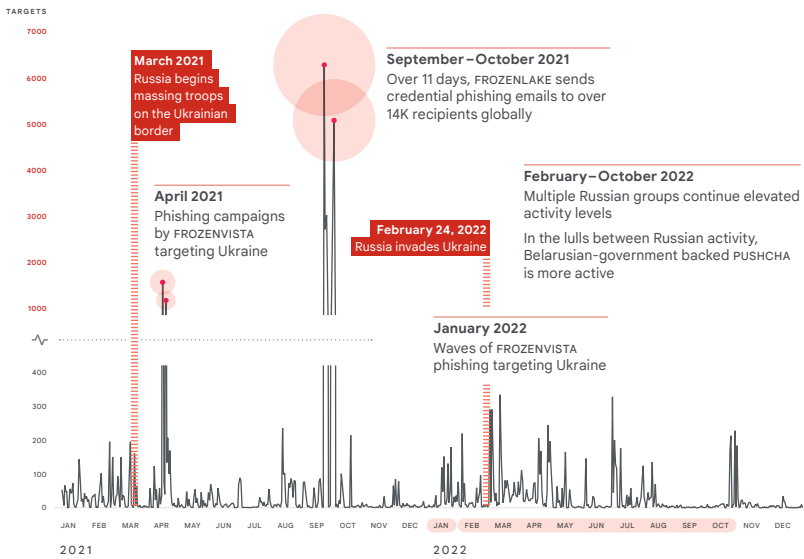 TARGETS
7000
6000
5000
4000
3000
2000
1000
400
300
200
100
0
March 2021
Russia begins
massing troops
on the Ukrainian
border
April 2021
Phishing campaigns
by FROZENVISTA
targeting Ukraine
September–October 2021
Over 11 days, FROZENLAKE sends
credential phishing emails to over
14K recipients globally
February 24, 2022
Russia invades Ukraine
February–October 2022
Multiple Russian groups continue elevated
activity levels
In the lulls between Russian activity,
Belarusian-government backed PUSHCHA
is more active
January 2022
Waves of FROZENVISTA
phishing targeting Ukraine
JAN FEB MAR APR MAY JUN JUL AUG SEP OCT NOV DEC JAN FEB MAR APR MAY JUN JUL AUG SEP OCT NOV DEC
2021 2022